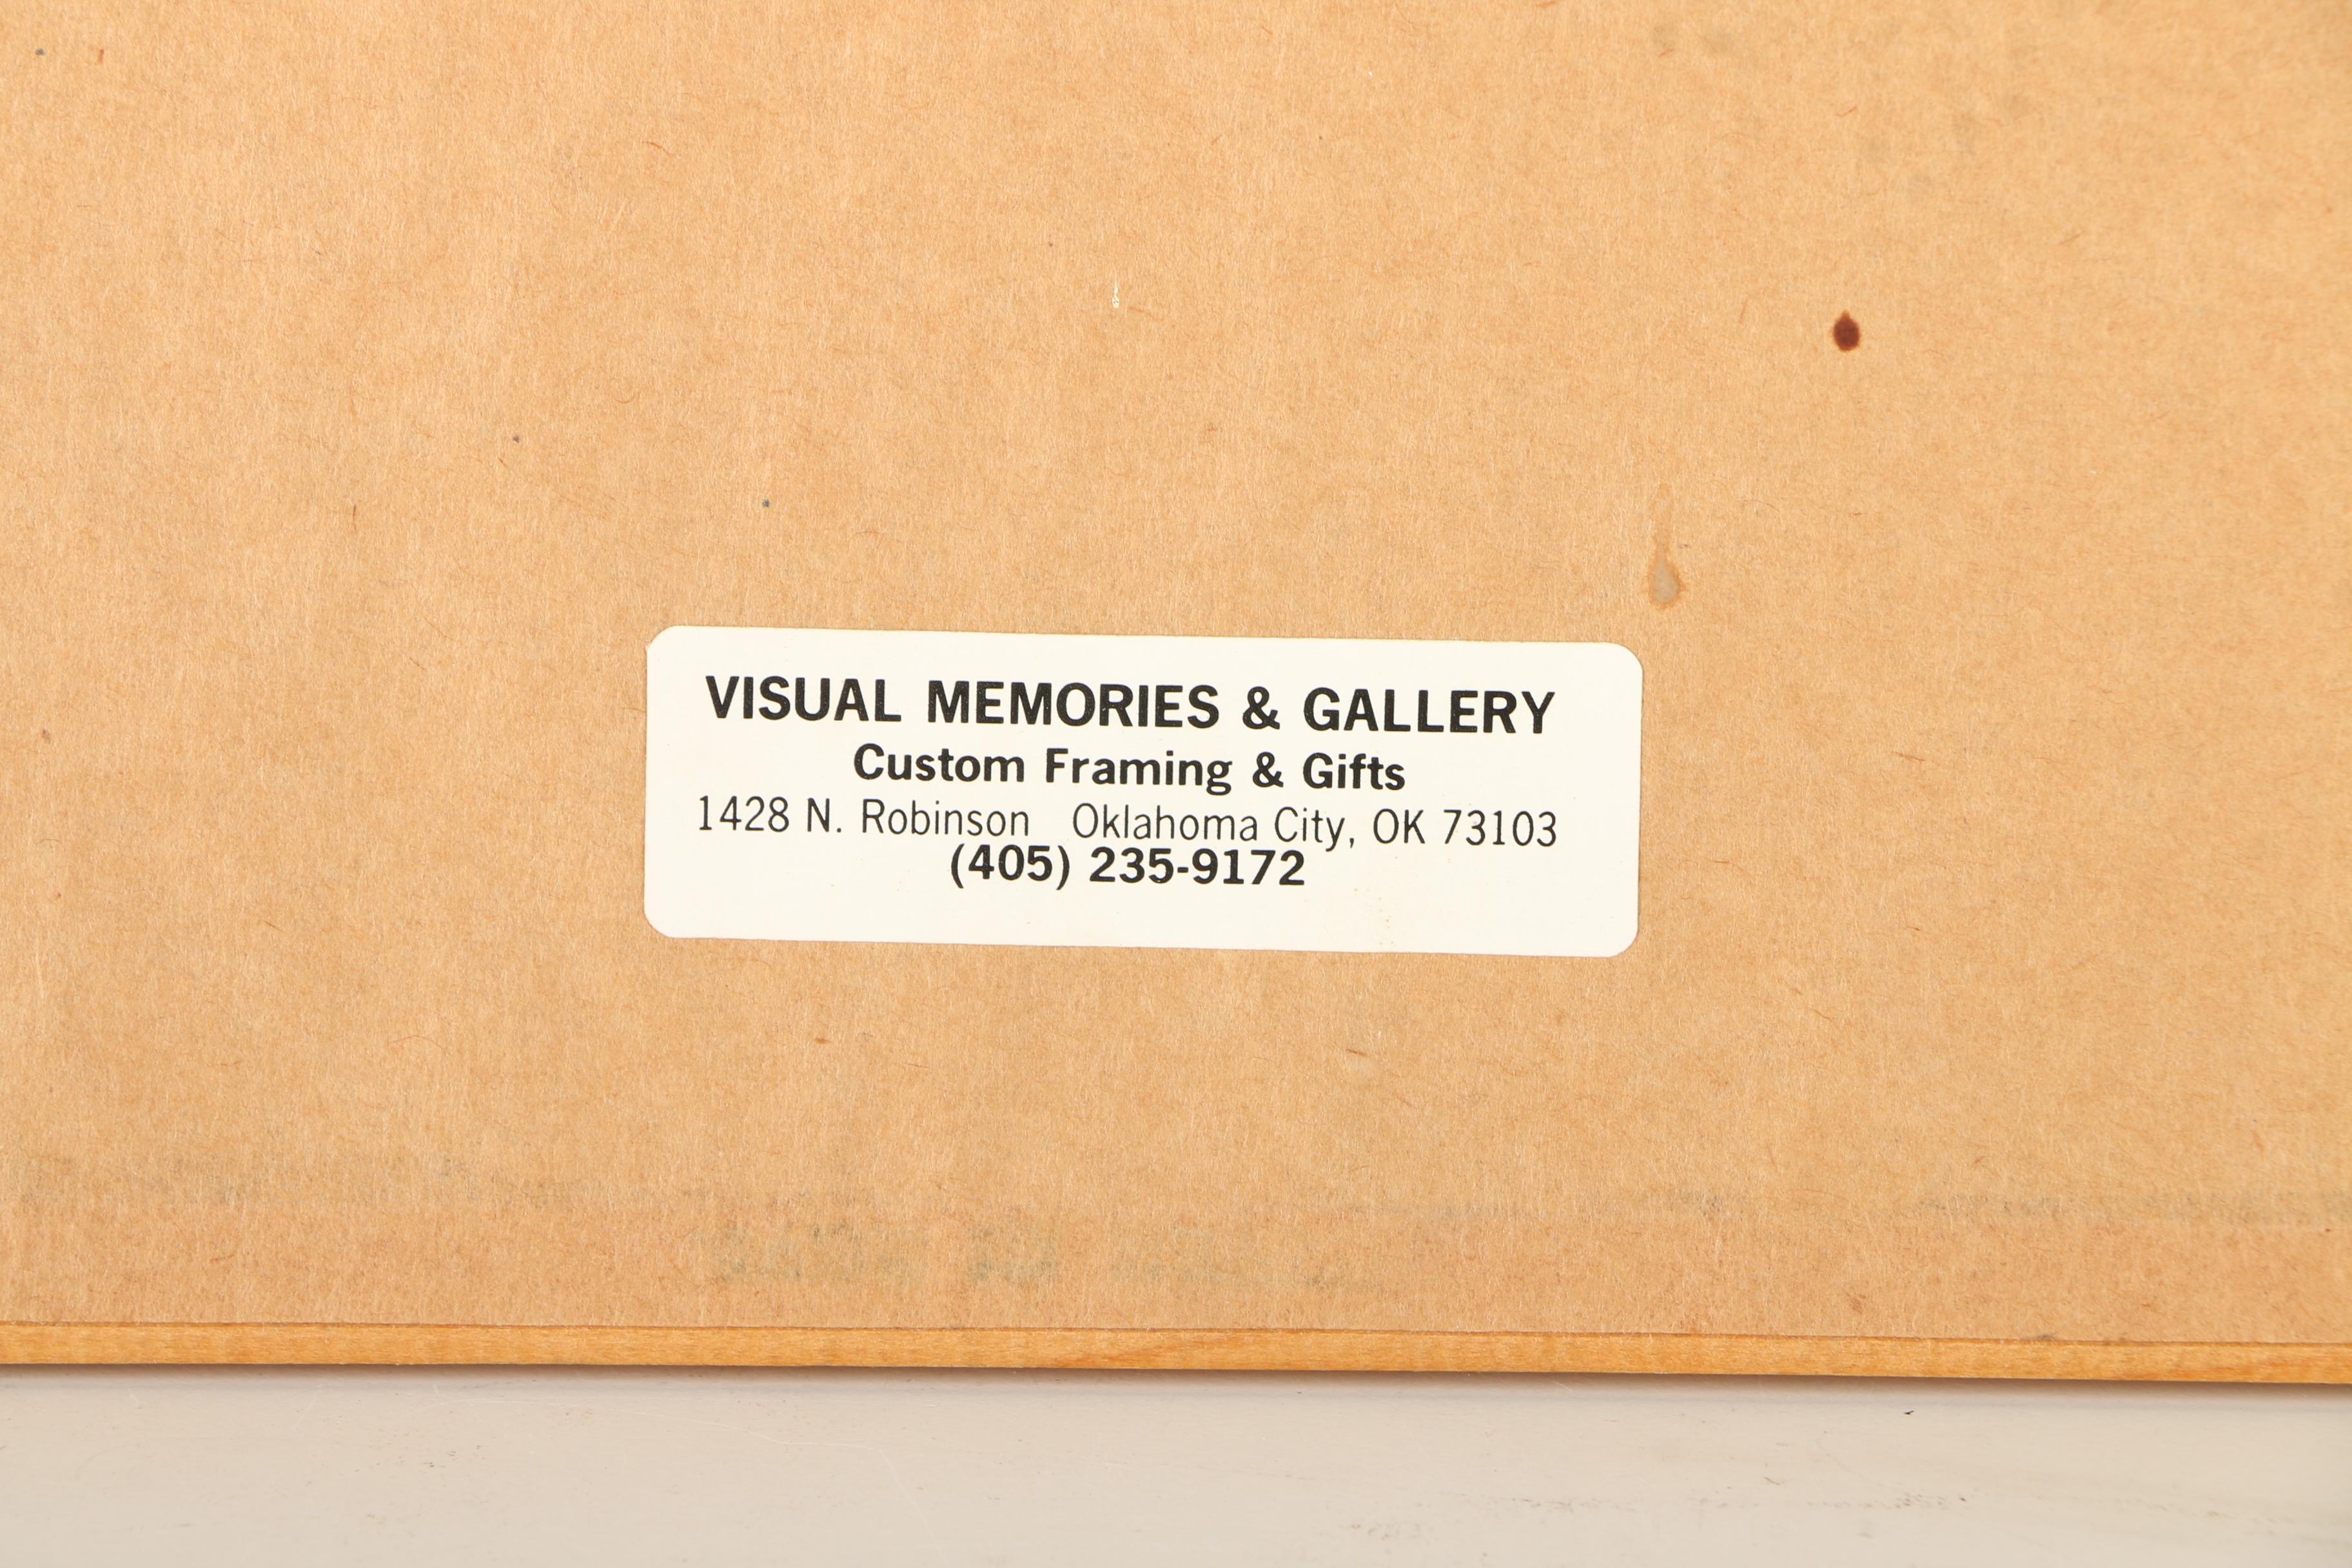 VISUAL MEMORIES & GALLERY
Custom Framing & Gifts
1428 N. Robinson Oklahoma City, OK 73103
(405) 235-9172